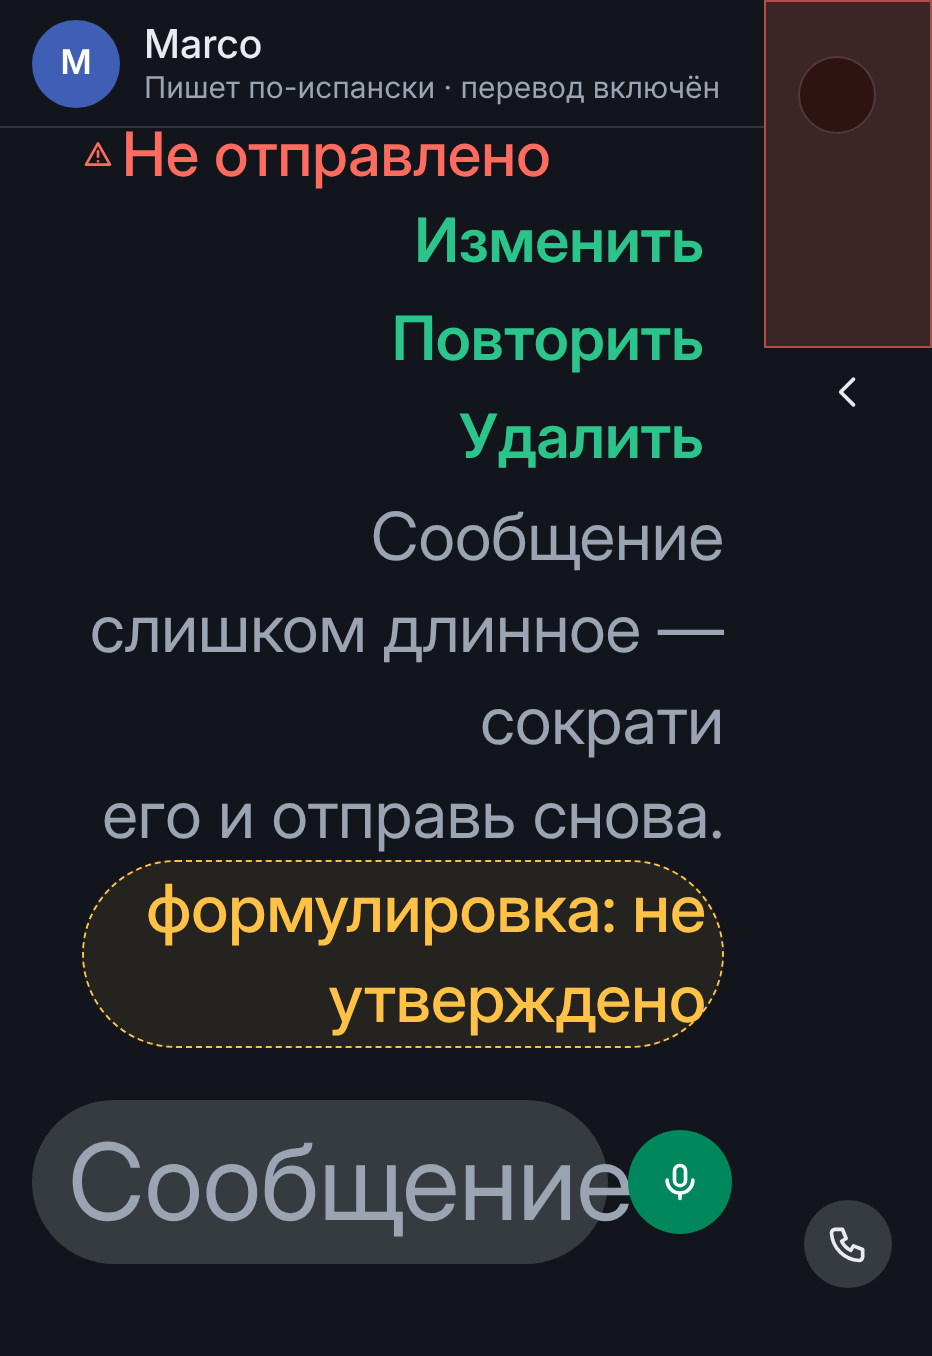 M
Marco
Пишет по-испански · перевод включён
Не отправлено
Изменить
Повторить
Удалить
Сообщение
слишком длинное —
сократи
его и отправь снова.
формулировка: не
утверждено
Сообщение